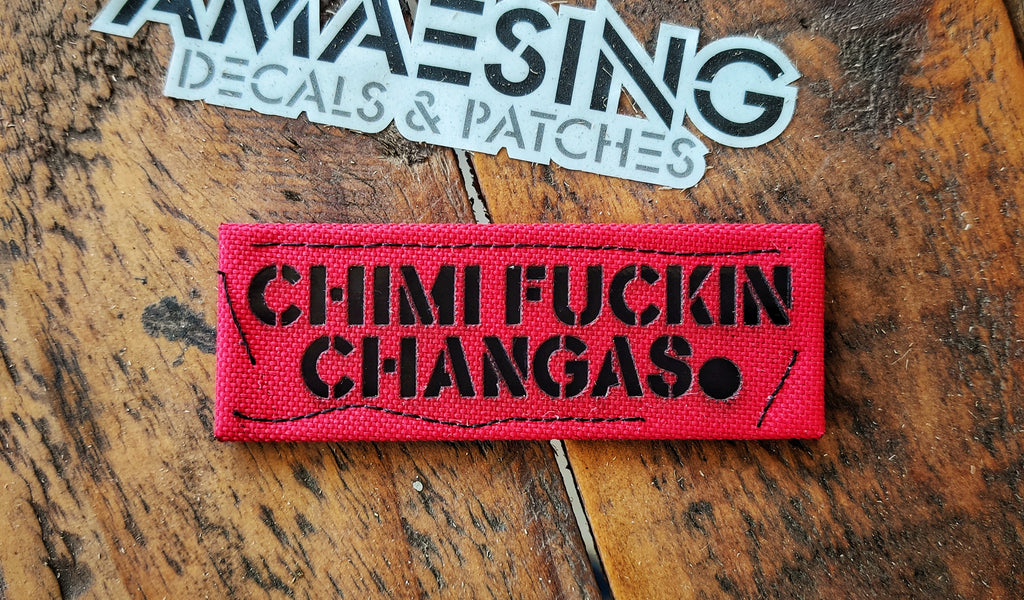 AMAESING
DECALS & PATCHES
CHIMI FUCKIN
CHANGAS.